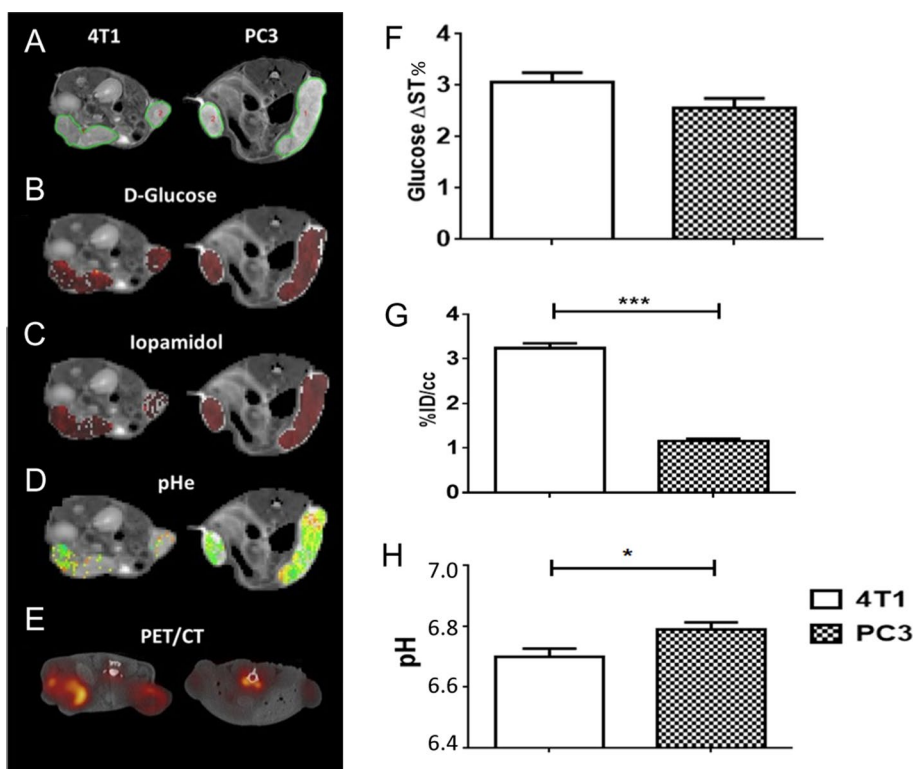 A
4T1
PC3
B
D-Glucose
C
Iopamidol
D
pHe
E
PET/CT
F
Glucose ΔST%
4
3
2
1
0
G
%ID/cc
4
3
2
1
0
***
H
pH
7.0
6.8
6.6
6.4
*
4T1
PC3